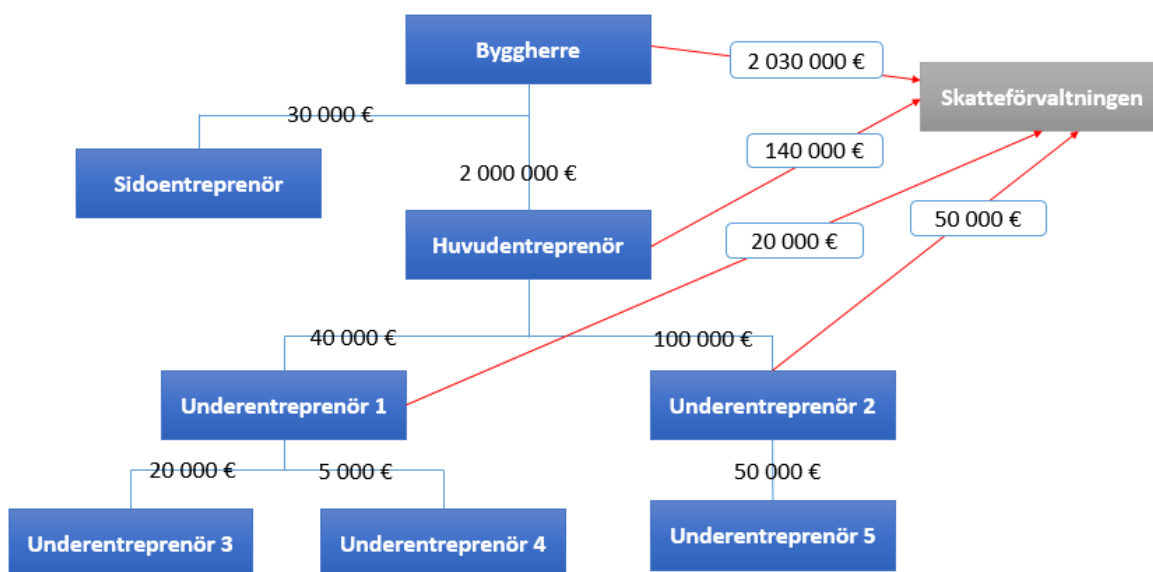 Byggherre
2 030 000 €
Skatteförvaltningen
30 000 €
140 000 €
Sidoentreprenör
2 000 000 €
50 000 €
Huvudentreprenör
20 000 €
40 000 €
100 000 €
Underentreprenör 1
Underentreprenör 2
20 000 €
5 000 €
50 000 €
Underentreprenör 3
Underentreprenör 4
Underentreprenör 5